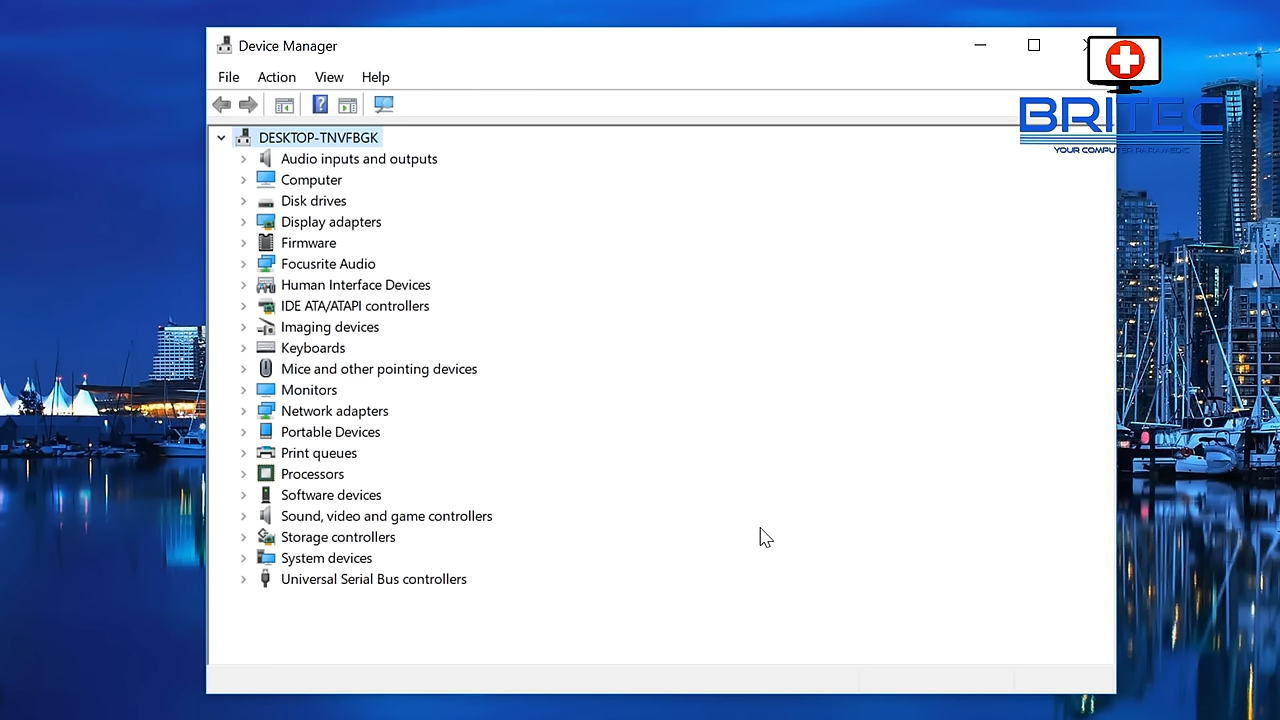 Device Manager
File Action View Help
DESKTOP-TNVFBGK
Audio inputs and outputs
Computer
Disk drives
Display adapters
Firmware
Focusrite Audio
Human Interface Devices
IDE ATA/ATAPI controllers
Imaging devices
Keyboards
Mice and other pointing devices
Monitors
Network adapters
Portable Devices
Print queues
Processors
Software devices
Sound, video and game controllers
Storage controllers
System devices
Universal Serial Bus controllers
BRITEC
YOUR COMPUTER PARAMEDIC